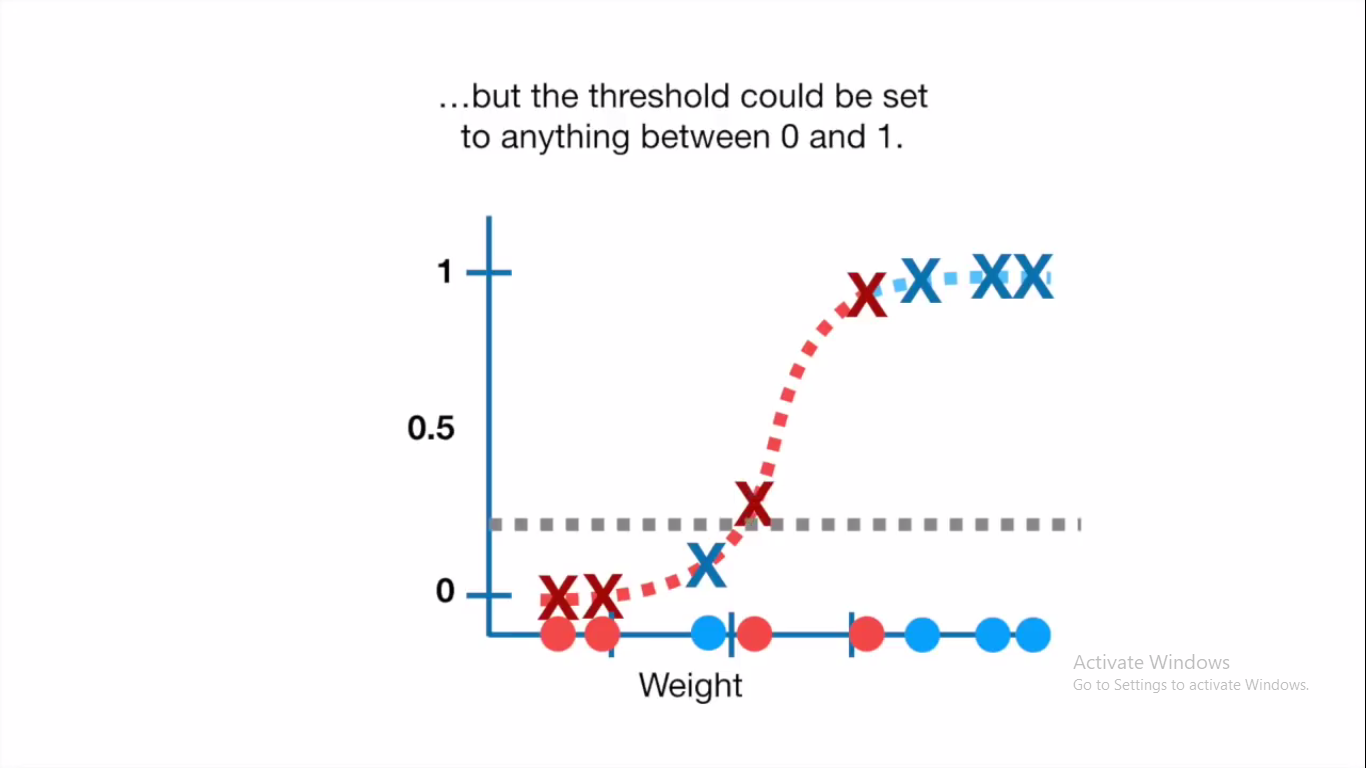 ...but the threshold could be set
to anything between 0 and 1.
1
0.5
0
X X X X X X XX
Weight
Activate Windows
Go to Settings to activate Windows.